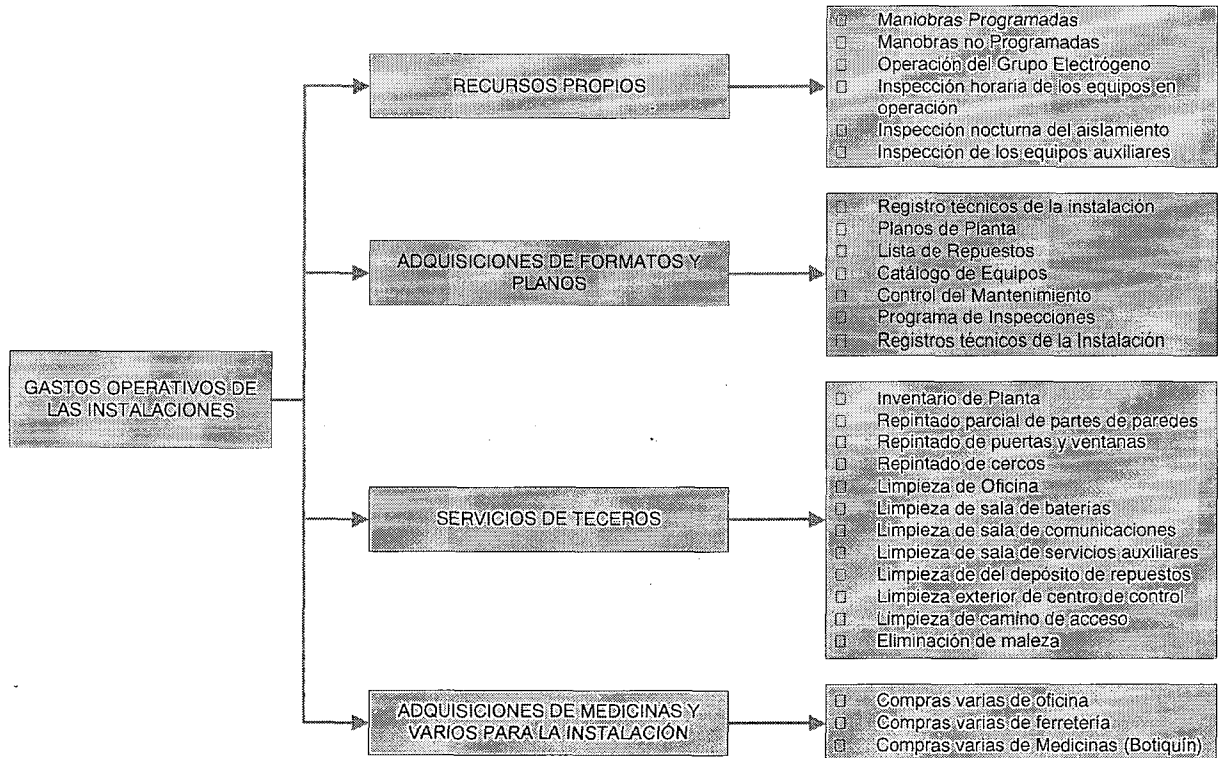 GASTOS OPERATIVOS DE
LAS INSTALACIONES
RECURSOS PROPIOS
Maniobras Programadas
Manobras no Programadas
Operación del Grupo Electrógeno
Inspección horaria de los equipos en
operación
Inspección nocturna del aislamiento
Inspección de los equipos auxiliares
ADQUISICIONES DE FORMATOS Y
PLANOS
Registro técnicos de la instalación
Planos de Planta
Lista de Repuestos
Catálogo de Equipos
Control del Mantenimiento
Programa de Inspecciones
Registros técnicos de la Instalación
SERVICIOS DE TECEROS
Inventario de Planta
Repintado parcial de partes de paredes
Repintado de puertas y ventanas
Repintado de cercos
Limpieza de Oficina
Limpieza de sala de baterías
Limpieza de sala de comunicaciones
Limpieza de sala de servicios auxiliares
Limpieza de del depósito de repuestos
Limpieza exterior de centro de control
Limpieza de camino de acceso
Eliminación de maleza
ADQUISICIONES DE MEDICINAS Y
VARIOS PARA LA INSTALACIÓN
Compras varias de oficina
Compras varias de ferretería
Compras varias de Medicinas (Botiquín)